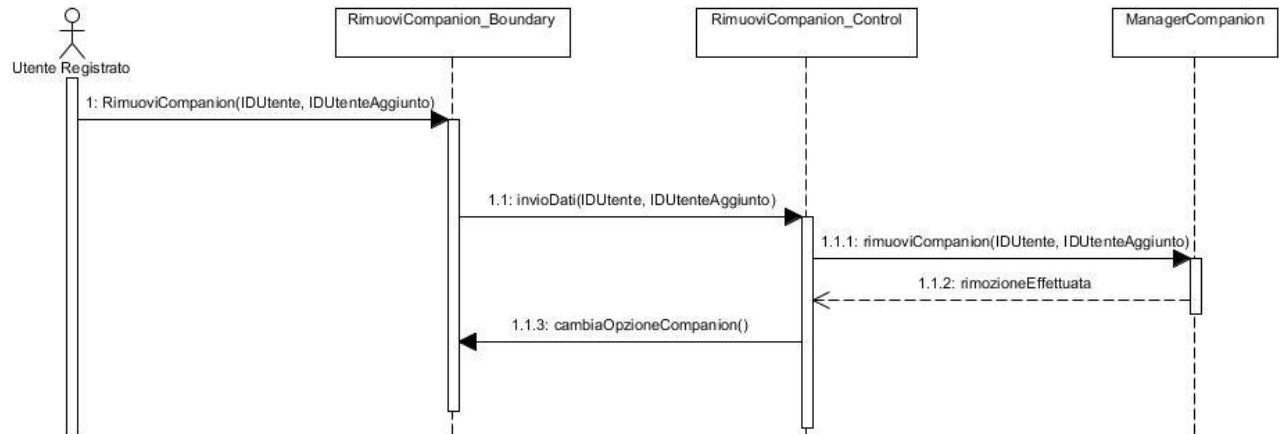 RimuoviCompanion_Boundary
RimuoviCompanion_Control
ManagerCompanion
Utente Registrato
1: RimuoviCompanion(IDUtente, IDUtenteAggiunto)
1.1: invioDati(IDUtente, IDUtenteAggiunto)
1.1.1: rimuoviCompanion(IDUtente, IDUtenteAggiunto)
1.1.2: rimozioneEffettuata
1.1.3: cambiaOpzioneCompanion()